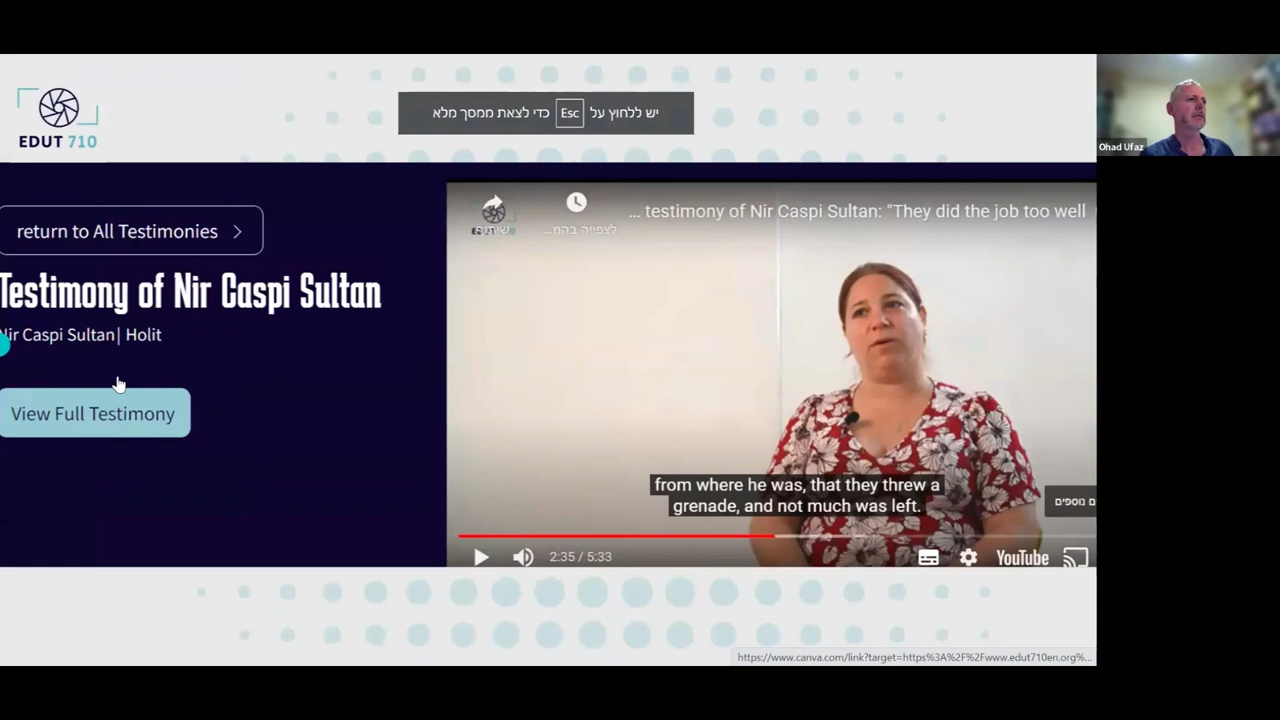 EDUT 710
יש ללחוץ על Esc כדי לצאת ממסך מלא
Ohad Ufaz
return to All Testimonies
Testimony of Nir Caspi Sultan
Nir Caspi Sultan| Holit
View Full Testimony
... testimony of Nir Caspi Sultan: "They did the job too well
לצפייה בהמ...
from where he was, that they threw a
grenade, and not much was left.
ם נוספים
2:35 / 5:33
YouTube
https://www.canva.com/link?target=https%3A%2F%2Fwww.edut710en.org%...